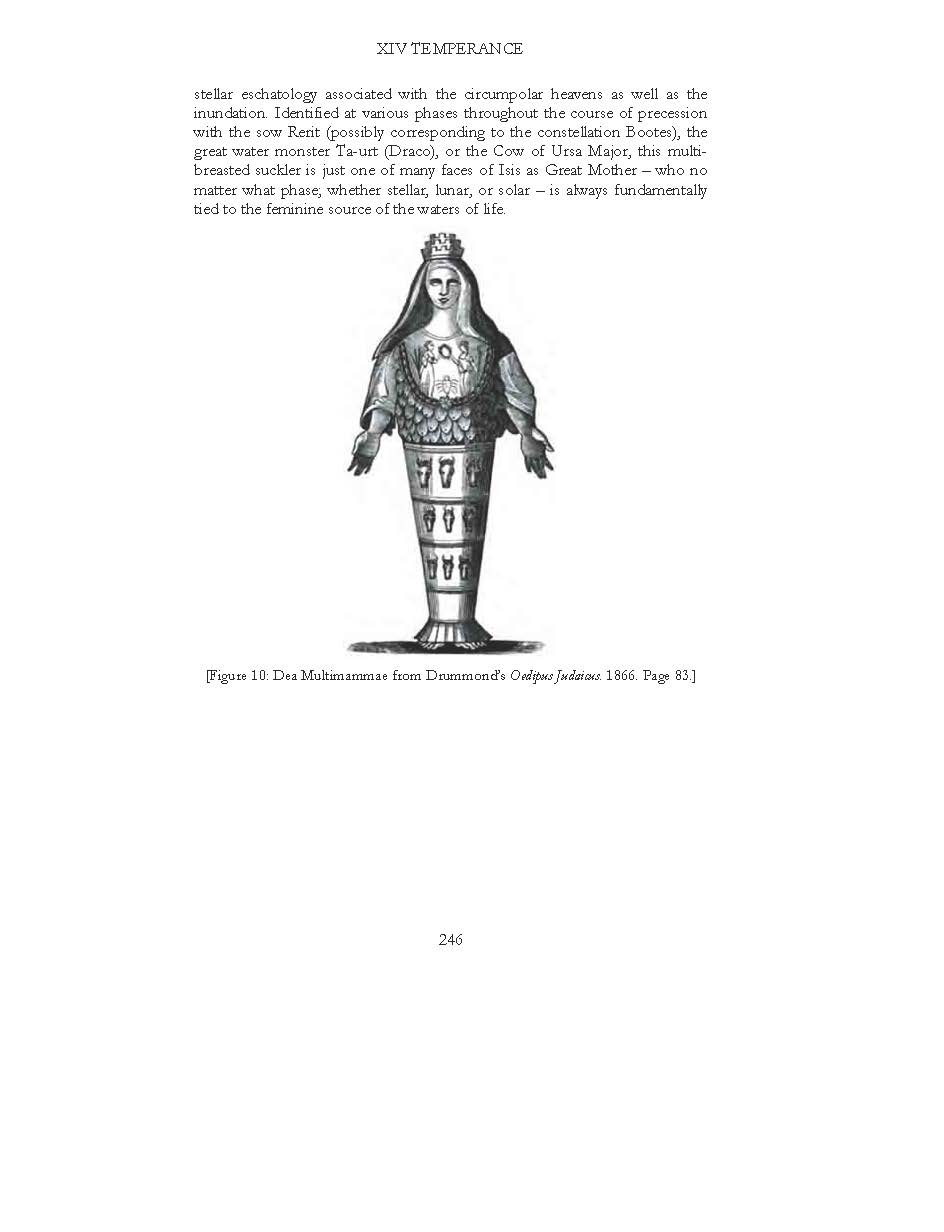 XIV TEMPERANCE
stellar eschatology associated with the circumpolar heavens as well as the
inundation. Identified at various phases throughout the course of precession
with the sow Rerit (possibly corresponding to the constellation Bootes), the
great water monster Ta-urt (Draco), or the Cow of Ursa Major, this multi-
breasted suckler is just one of many faces of Isis as Great Mother – who no
matter what phase; whether stellar, lunar, or solar – is always fundamentally
tied to the feminine source of the waters of life.
[Figure 10: Dea Multimammae from Drummond's Oedipus Judaicus. 1866. Page 83.]
246